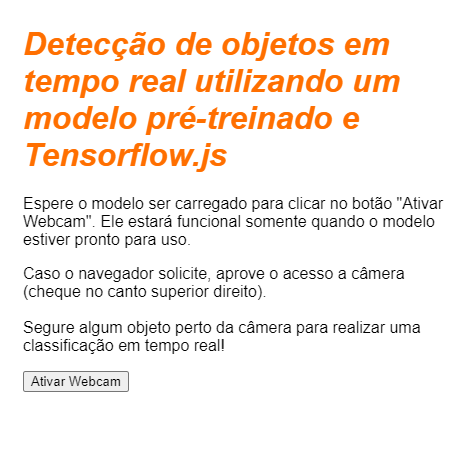 Detecção de objetos em
tempo real utilizando um
modelo pré-treinado e
Tensorflow.js
Espere o modelo ser carregado para clicar no botão "Ativar
Webcam". Ele estará funcional somente quando o modelo
estiver pronto para uso.
Caso o navegador solicite, aprove o acesso a câmera
(cheque no canto superior direito).
Segure algum objeto perto da câmera para realizar uma
classificação em tempo real!
Ativar Webcam